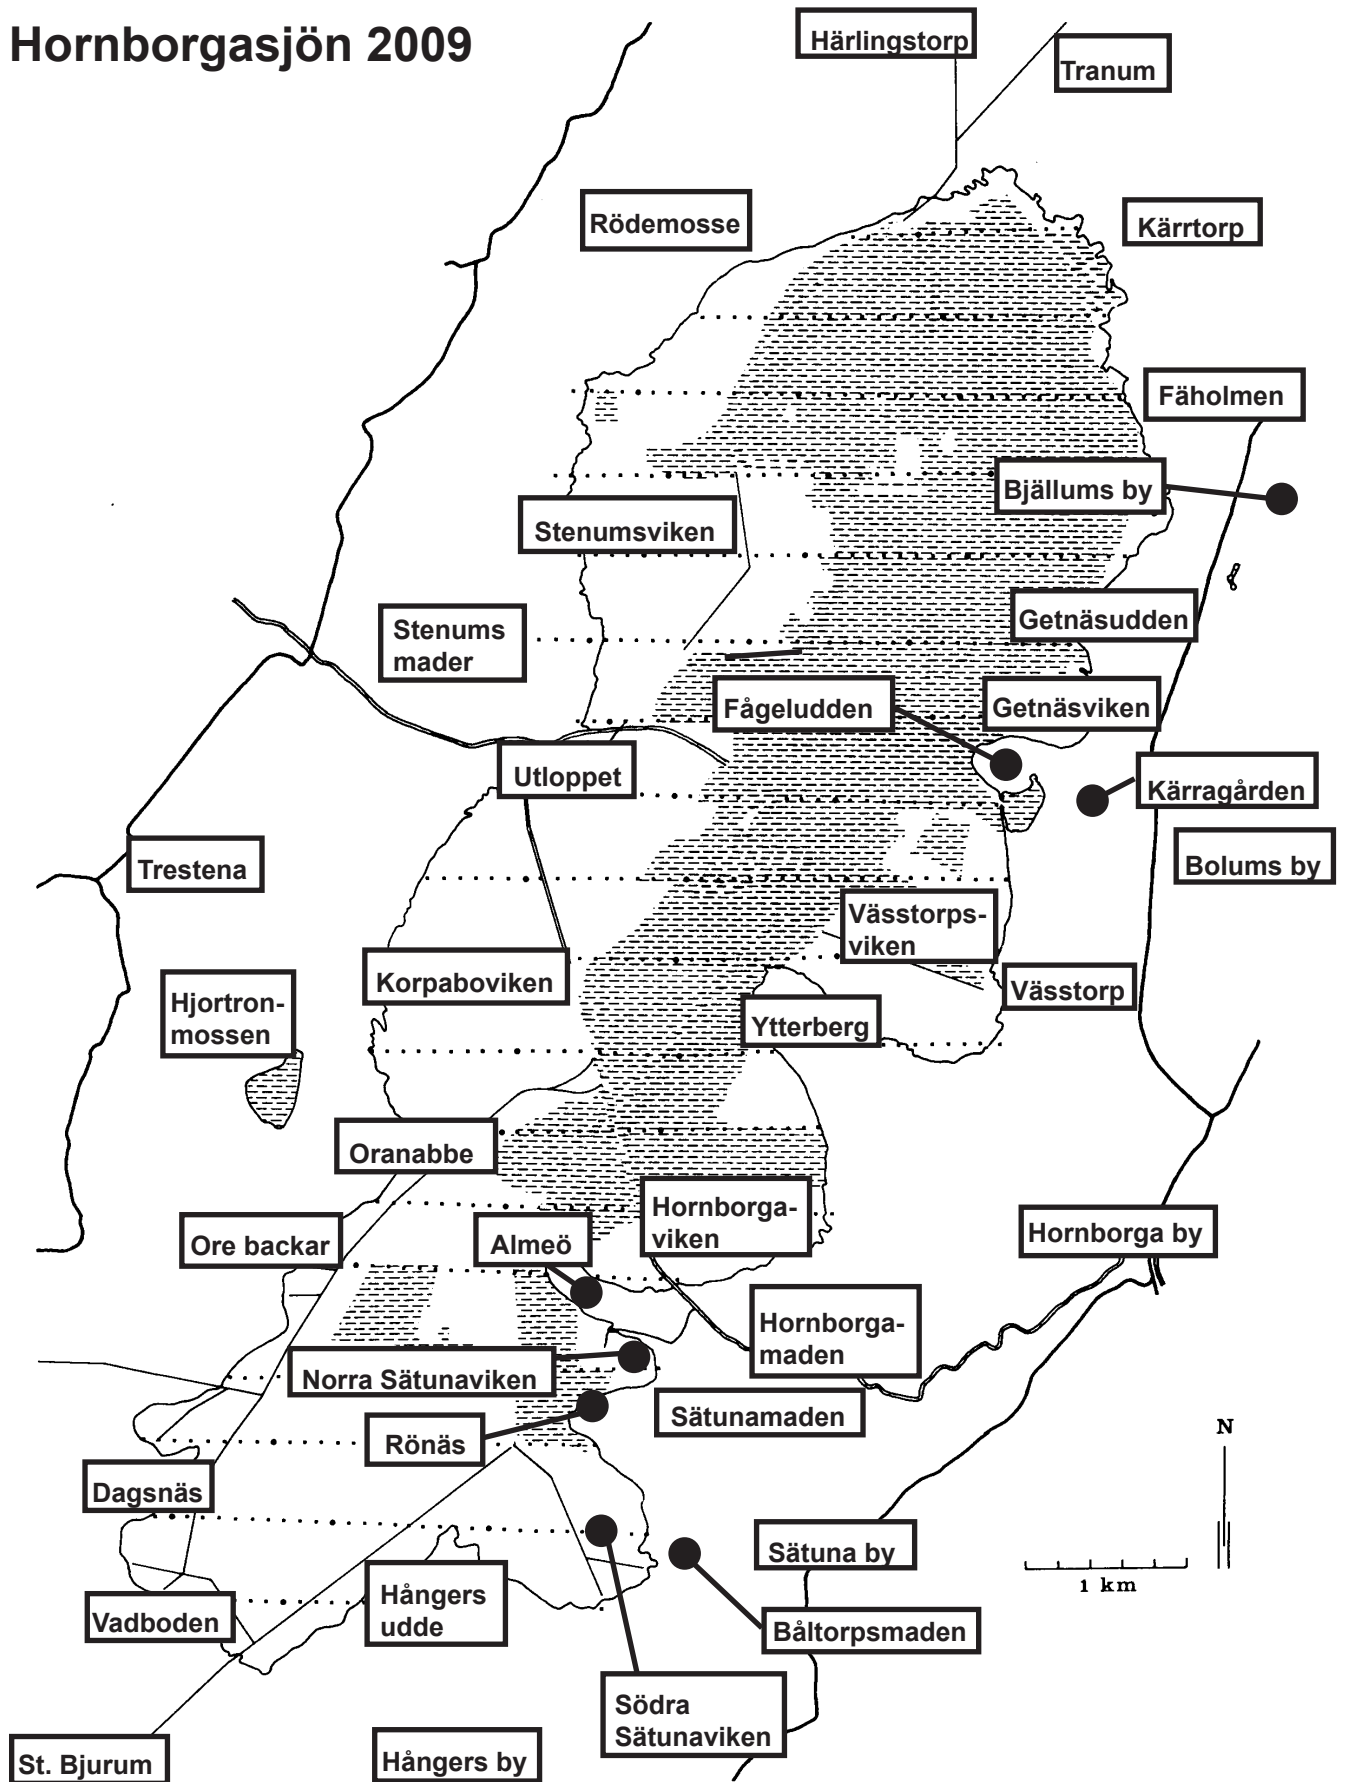 Hornborgasjön 2009
Härlingstorp
Tranum
Rödemosse
Kärrtorp
Fäholmen
Bjällums by
Stenumsviken
Getnäsudden
Stenums
mader
Fågeludden
Getnäsviken
Utloppet
Kärragården
Trestena
Bolums by
Vässtorps-
viken
Korpaboviken
Vässtorp
Hjortron-
mossen
Ytterberg
Oranabbe
Hornborga-
viken
Hornborga by
Ore backar
Almeö
Hornborga-
maden
Norra Sätunaviken
Sätunamaden
Rönäs
N
Dagsnäs
Sätuna by
1 km
Hångers
udde
Vadboden
Båltorpsmaden
Södra
Sätunaviken
St. Bjurum
Hångers by